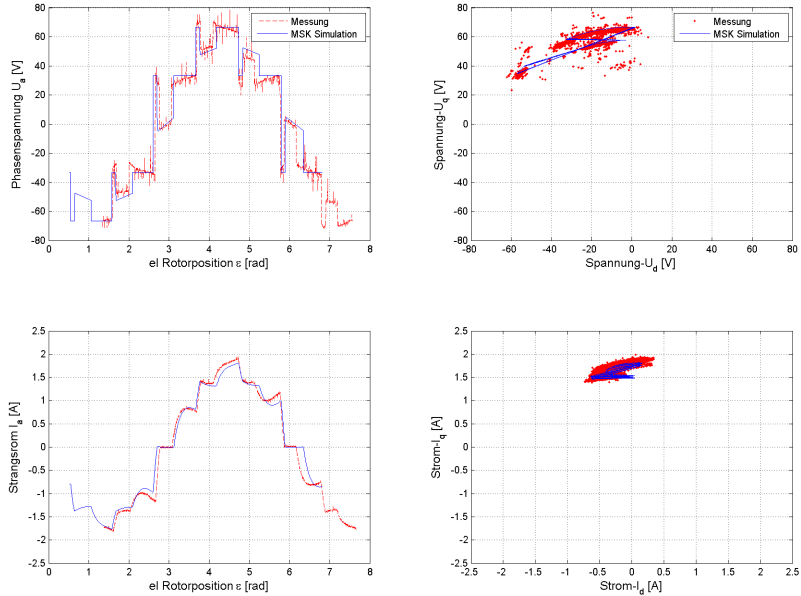 Messung
MSK Simulation
Phasenspannung Uₐ [V]
80
60
40
20
0
-20
-40
-60
-80
0 1 2 3 4 5 6 7 8
el Rotorposition ε [rad]
Messung
MSK Simulation
Spannung-U_q [V]
80
60
40
20
0
-20
-40
-60
80
-80 -60 -40 -20 0 20 40 60 80
Spannung-U_d [V]
Strangsrom Iₐ [A]
2.5
2
1.5
1
0.5
0
-0.5
-1
-1.5
-2
-2.5
0 1 2 3 4 5 6 7 8
el Rotorposition ε [rad]
Strom-I_q [A]
2.5
2
1.5
1
0.5
0
-0.5
-1
-1.5
-2
-2.5
-2.5 -2 -1.5 -1 -0.5 0 0.5 1 1.5 2 2.5
Strom-I_d [A]